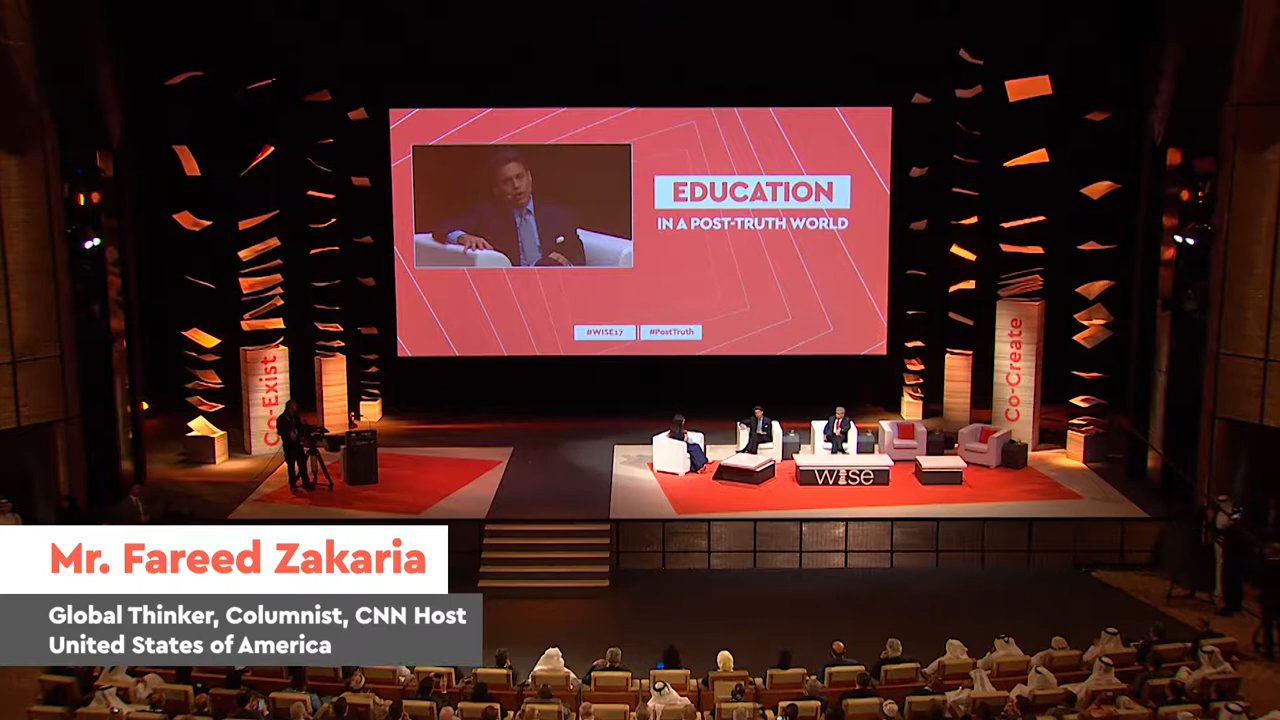 EDUCATION
IN A POST-TRUTH WORLD
#WISE17 #PostTruth
Co-Exist
Co-Create
wise
Mr. Fareed Zakaria
Global Thinker, Columnist, CNN Host
United States of America